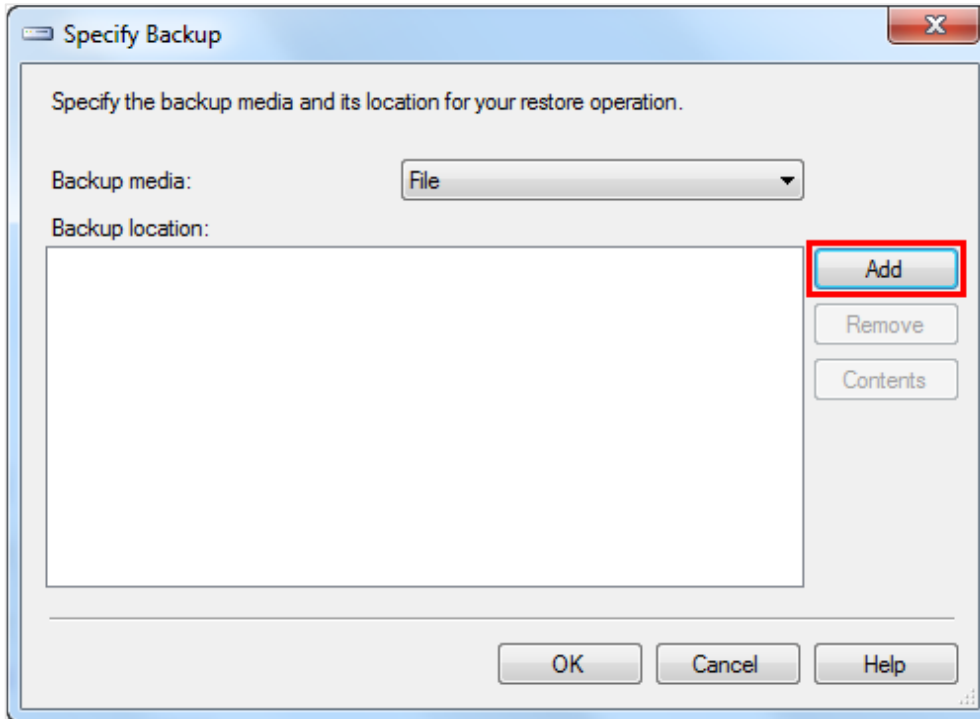 Specify Backup
Specify the backup media and its location for your restore operation.
Backup media:
File
Backup location:
Add
Remove
Contents
OK
Cancel
Help